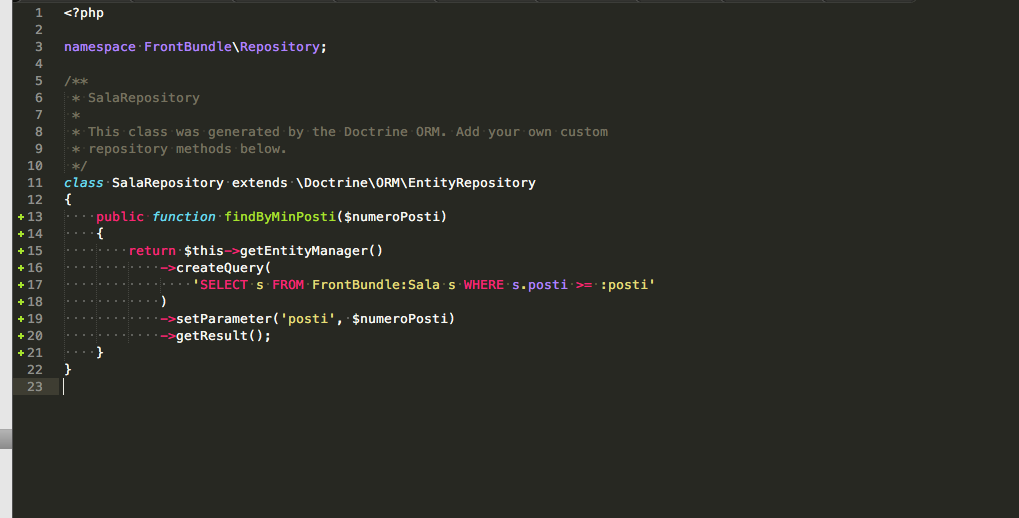 1 <?php
2
3 namespace FrontBundle\Repository;
4
5 /**
6  * SalaRepository
7  *
8  * This class was generated by the Doctrine ORM. Add your own custom
9  * repository methods below.
10  */
11 class SalaRepository extends \Doctrine\ORM\EntityRepository
12 {
+13     public function findByMinPosti($numeroPosti)
+14     {
+15         return $this->getEntityManager()
+16             ->createQuery(
+17                 'SELECT s FROM FrontBundle:Sala s WHERE s.posti >= :posti'
+18             )
+19             ->setParameter('posti', $numeroPosti)
+20             ->getResult();
+21     }
22 }
23